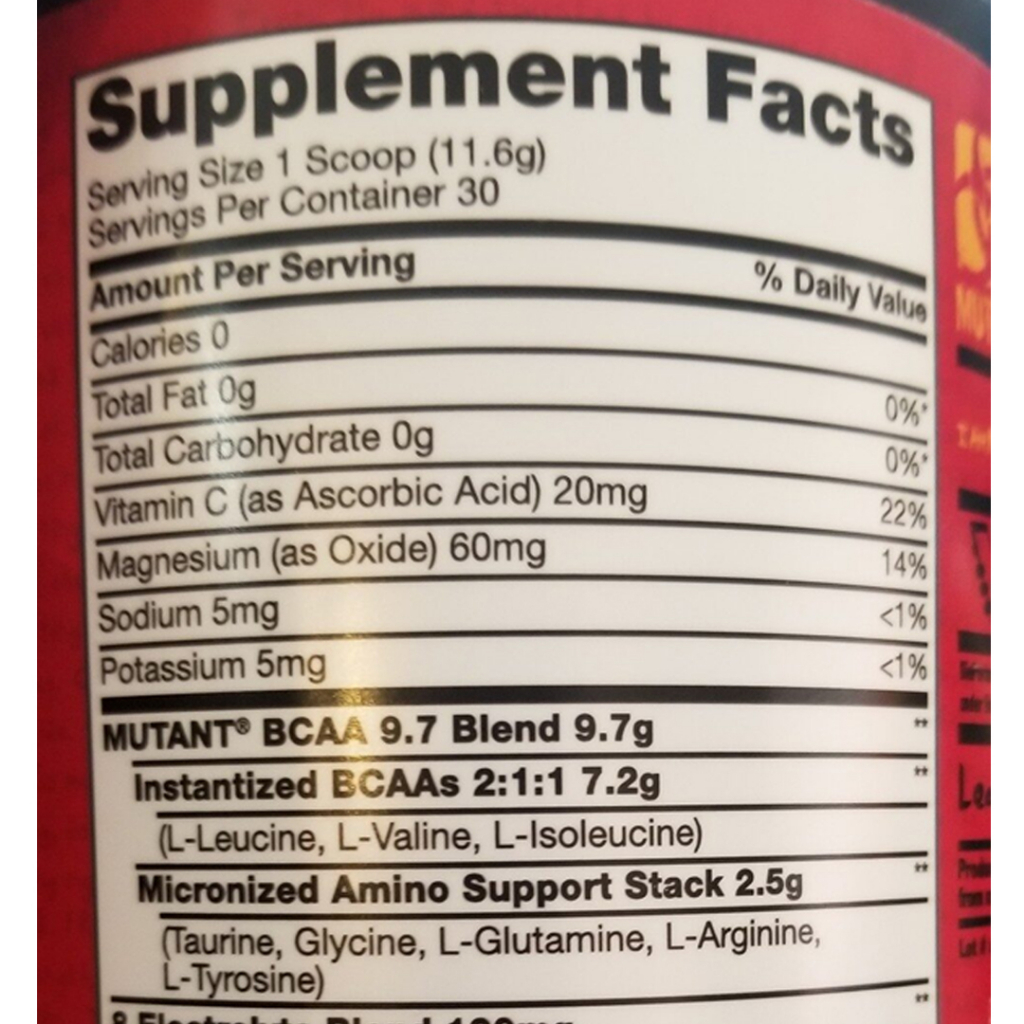 Supplement Facts
Serving Size 1 Scoop (11.6g)
Servings Per Container 30
Amount Per Serving % Daily Value
Calories 0
Total Fat 0g 0%*
Total Carbohydrate 0g 0%*
Vitamin C (as Ascorbic Acid) 20mg 22%
Magnesium (as Oxide) 60mg 14%
Sodium 5mg <1%
Potassium 5mg <1%
MUTANT® BCAA 9.7 Blend 9.7g **
Instantized BCAAs 2:1:1 7.2g **
(L-Leucine, L-Valine, L-Isoleucine)
Micronized Amino Support Stack 2.5g **
(Taurine, Glycine, L-Glutamine, L-Arginine,
L-Tyrosine)
**